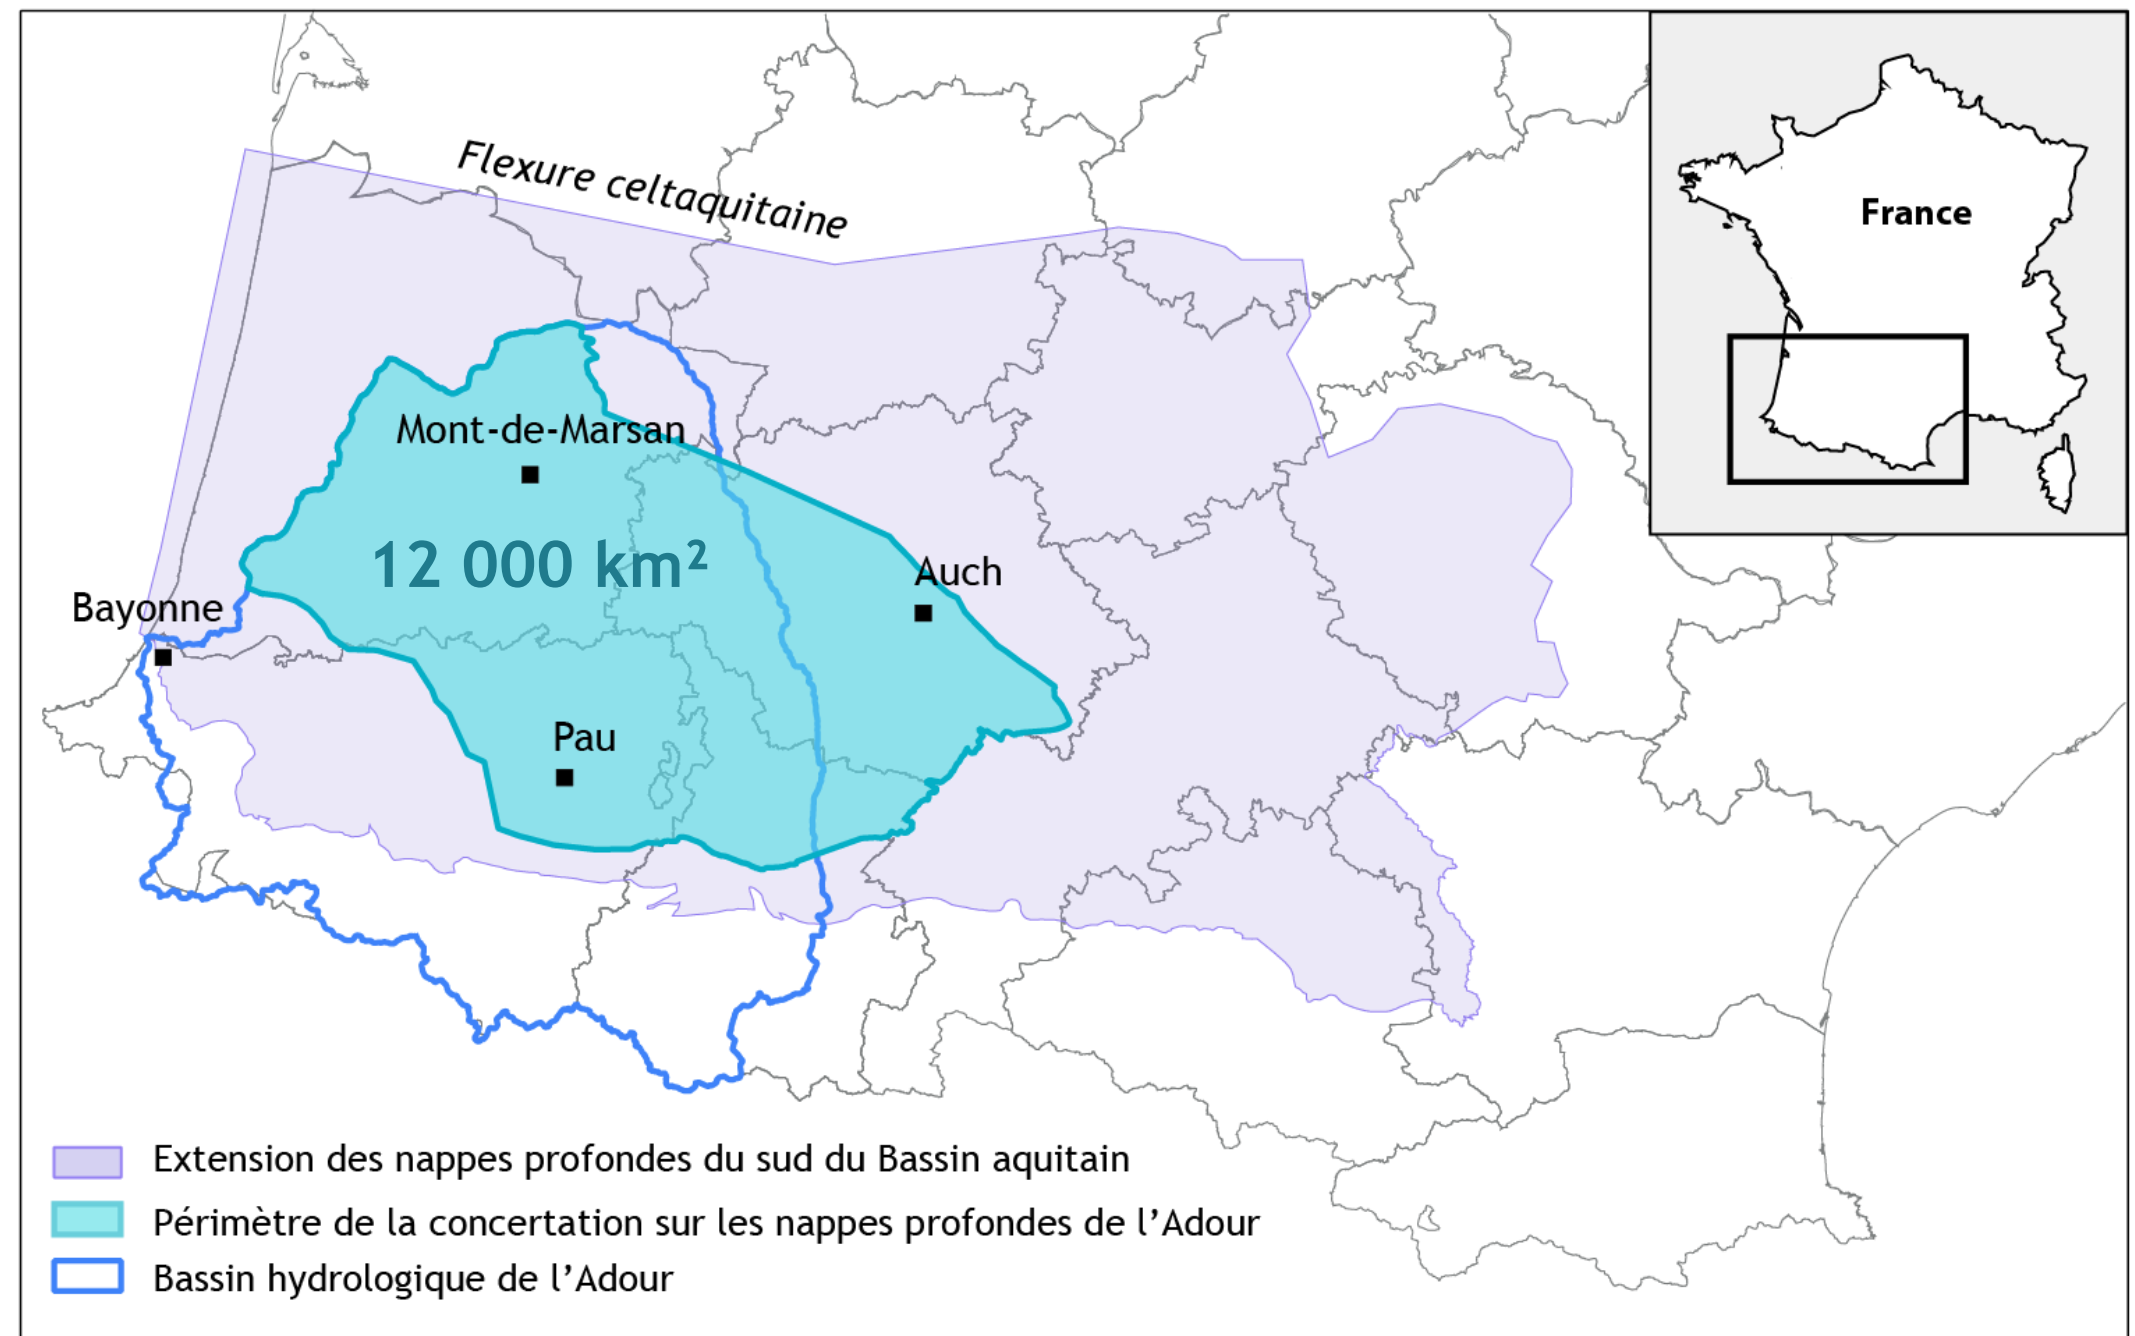 Flexure celtaquitaine
France
Mont-de-Marsan
12 000 km²
Auch
Bayonne
Pau
Extension des nappes profondes du sud du Bassin aquitain
Périmètre de la concertation sur les nappes profondes de l’Adour
Bassin hydrologique de l’Adour